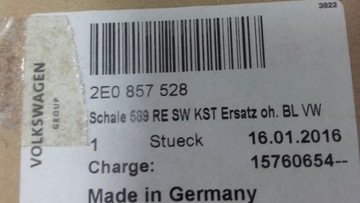 3822
VOLKSWAGEN
GROUP
2E0 857 528
Schale 589 RE SW KST Ersatz oh. BL VW
1 Stueck 16.01.2016
Charge: 15760654--
Made in Germany